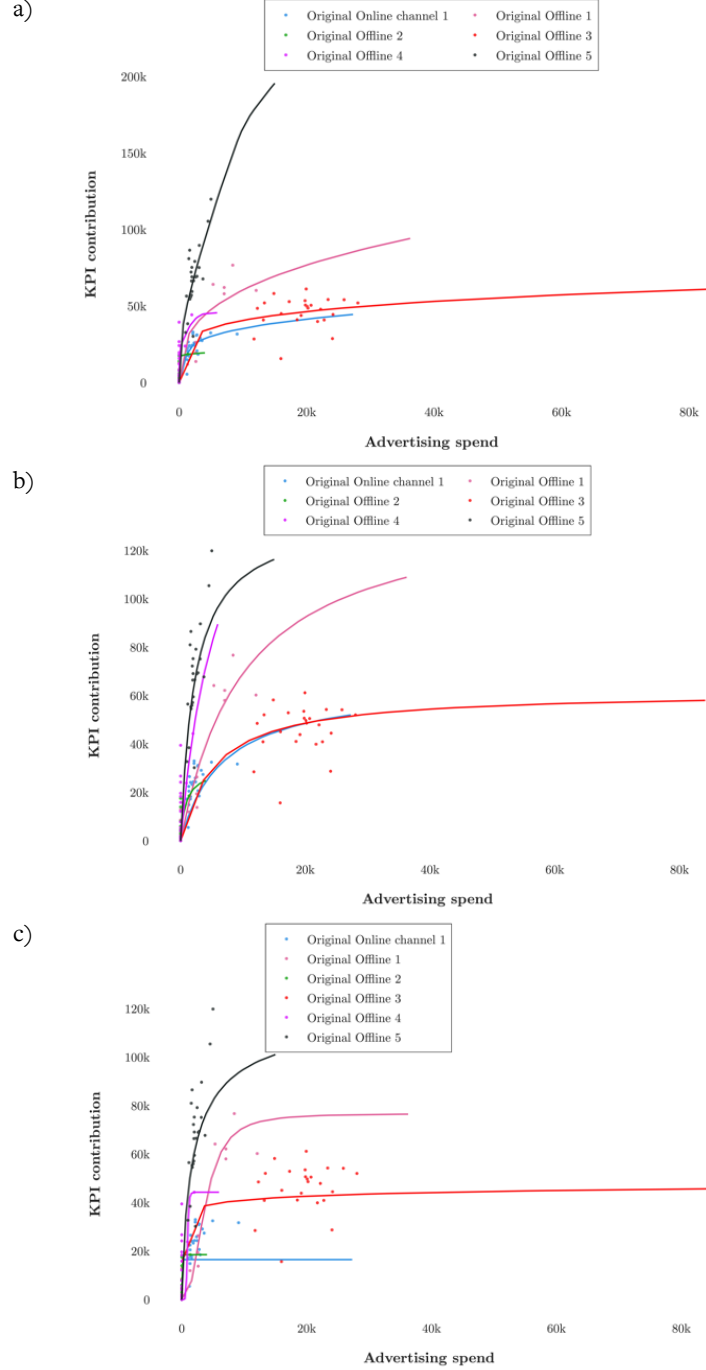 a)
Original Online channel 1 Original Offline 1
Original Offline 2 Original Offline 3
Original Offline 4 Original Offline 5
200k
150k
100k
50k
0
KPI contribution
0 20k 40k 60k 80k
Advertising spend
b)
Original Online channel 1 Original Offline 1
Original Offline 2 Original Offline 3
Original Offline 4 Original Offline 5
120k
100k
80k
60k
40k
20k
0
KPI contribution
0 20k 40k 60k 80k
Advertising spend
c)
Original Online channel 1
Original Offline 1
Original Offline 2
Original Offline 3
Original Offline 4
Original Offline 5
120k
100k
80k
60k
40k
20k
0
KPI contribution
0 20k 40k 60k 80k
Advertising spend